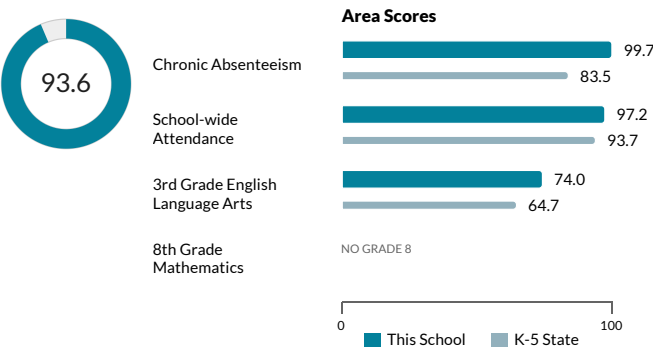 Area Scores
93.6
Chronic Absenteeism
99.7
83.5
School-wide
Attendance
97.2
93.7
3rd Grade English
Language Arts
74.0
64.7
8th Grade
Mathematics
NO GRADE 8
0
100
This School
K-5 State